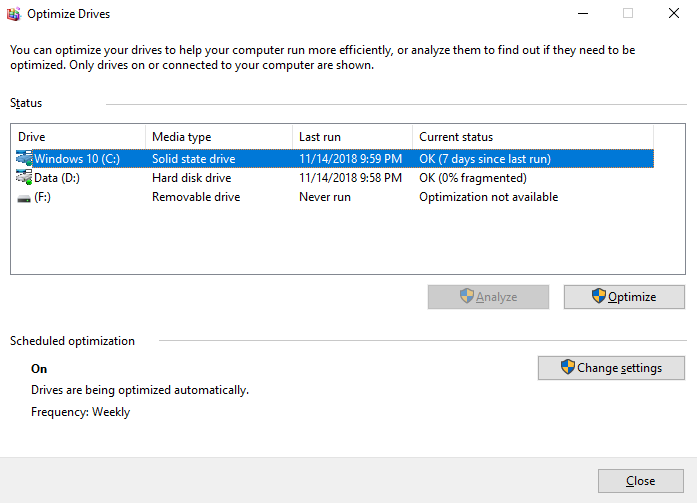 Optimize Drives
You can optimize your drives to help your computer run more efficiently, or analyze them to find out if they need to be
optimized. Only drives on or connected to your computer are shown.
Status
Drive Media type Last run Current status
Windows 10 (C:) Solid state drive 11/14/2018 9:59 PM OK (7 days since last run)
Data (D:) Hard disk drive 11/14/2018 9:58 PM OK (0% fragmented)
(F:) Removable drive Never run Optimization not available
Analyze Optimize
Scheduled optimization
On Change settings
Drives are being optimized automatically.
Frequency: Weekly
Close